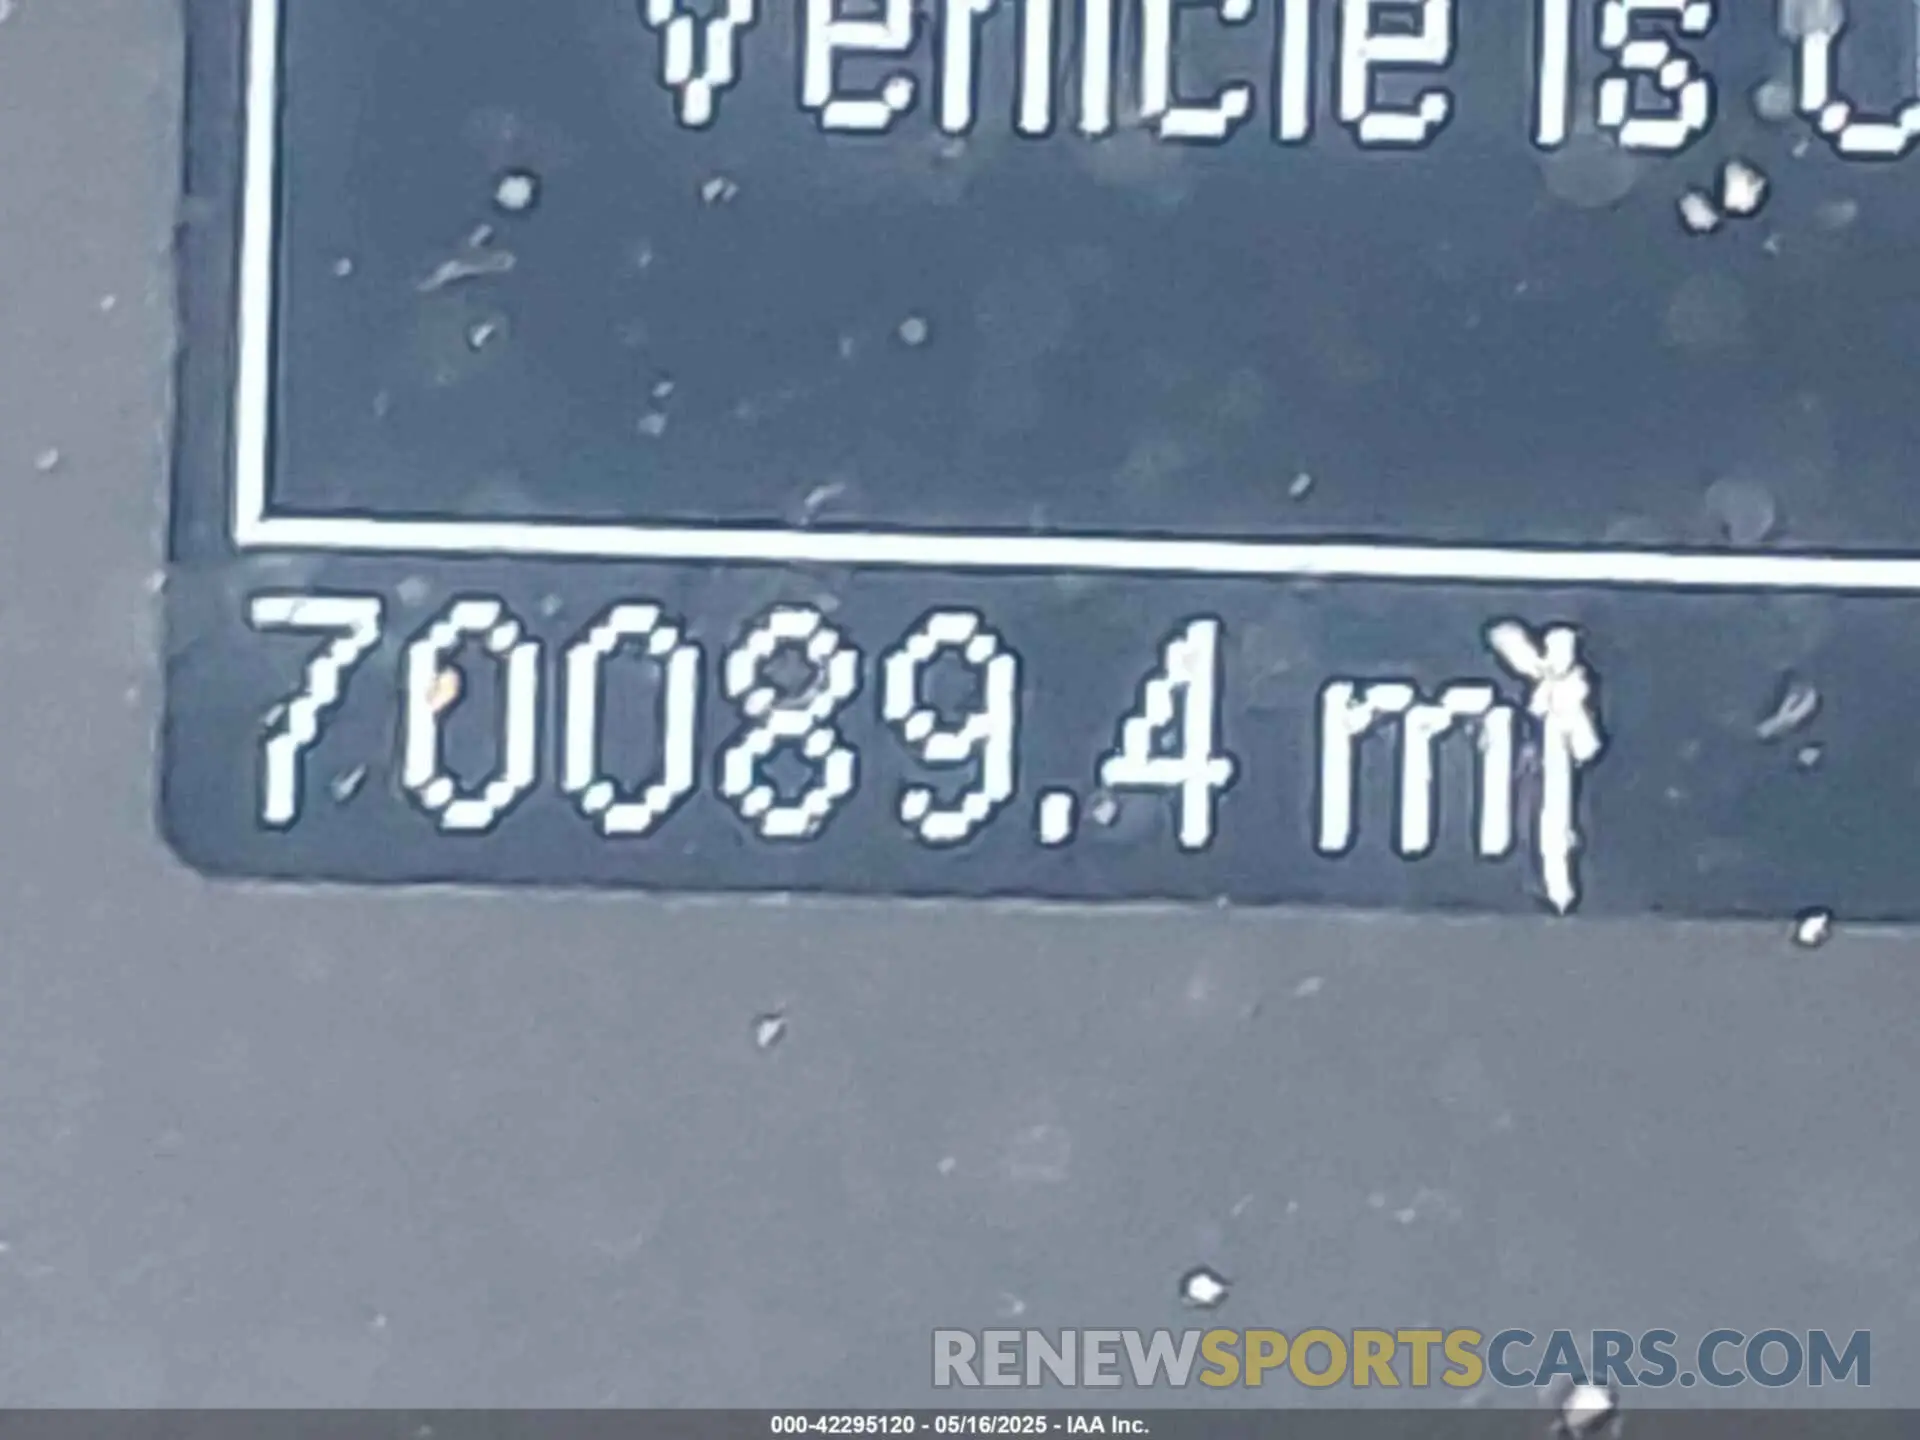 Vehicle is
70089.4 mi
RENEWSPORTSCARS.COM
000-42295120 - 05/16/2025 - IAA Inc.